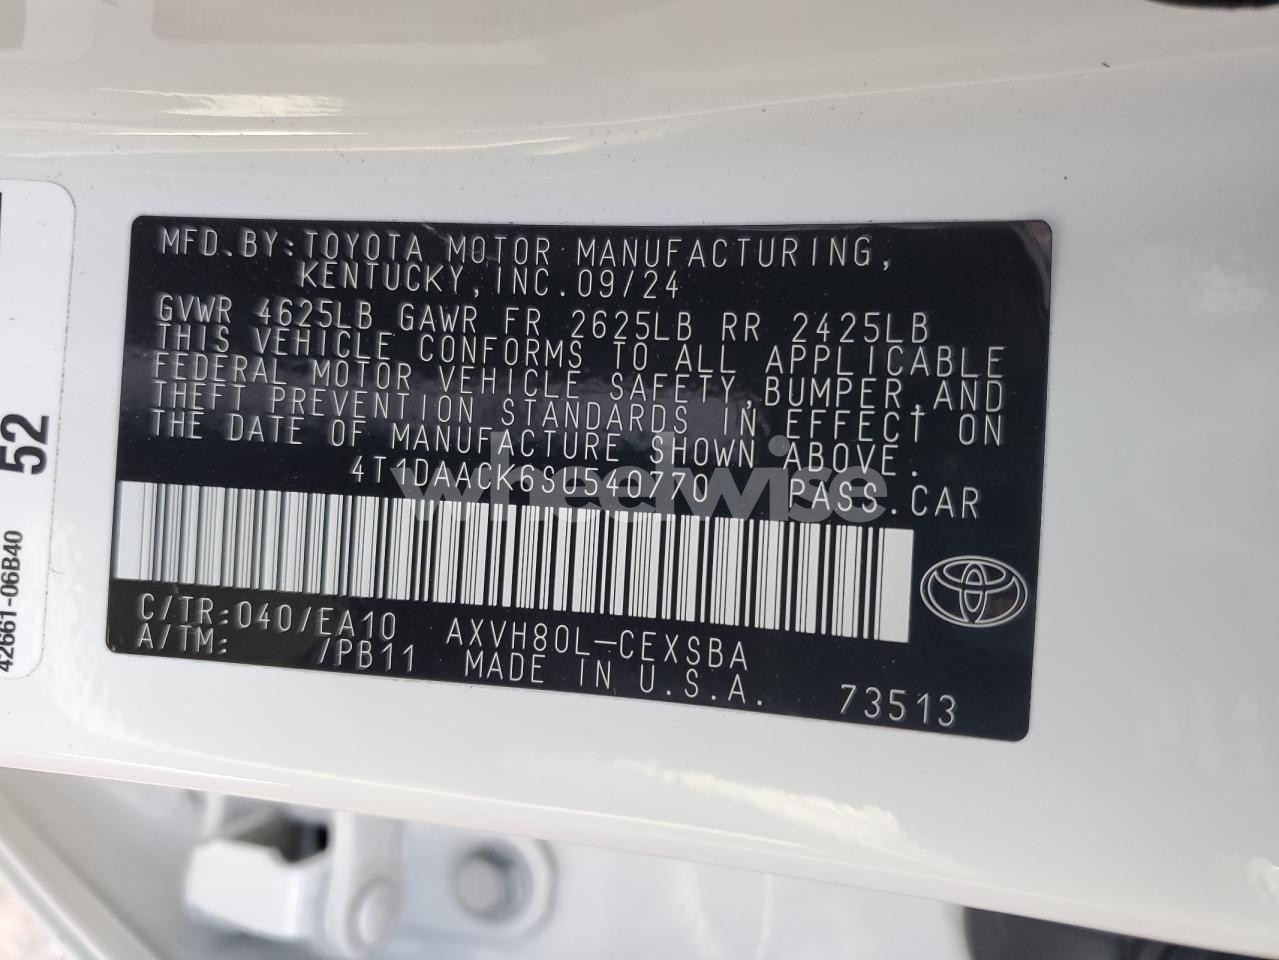 MFD.BY:TOYOTA MOTOR MANUFACTURING,
KENTUCKY,INC.09/24
GVWR 4625LB GAWR FR 2625LB RR 2425LB
THIS VEHICLE CONFORMS TO ALL APPLICABLE
FEDERAL MOTOR VEHICLE SAFETY,BUMPER,AND
THEFT PREVENTION STANDARDS IN EFFECT ON
THE DATE OF MANUFACTURE SHOWN ABOVE.
4T1DAACK6SU540770 PASS.CAR
C/TR:040/EA10 AXVH80L-CEXSBA
A/TM: /PB11 MADE IN U.S.A.
73513
52
42661-06B40
wheelwise